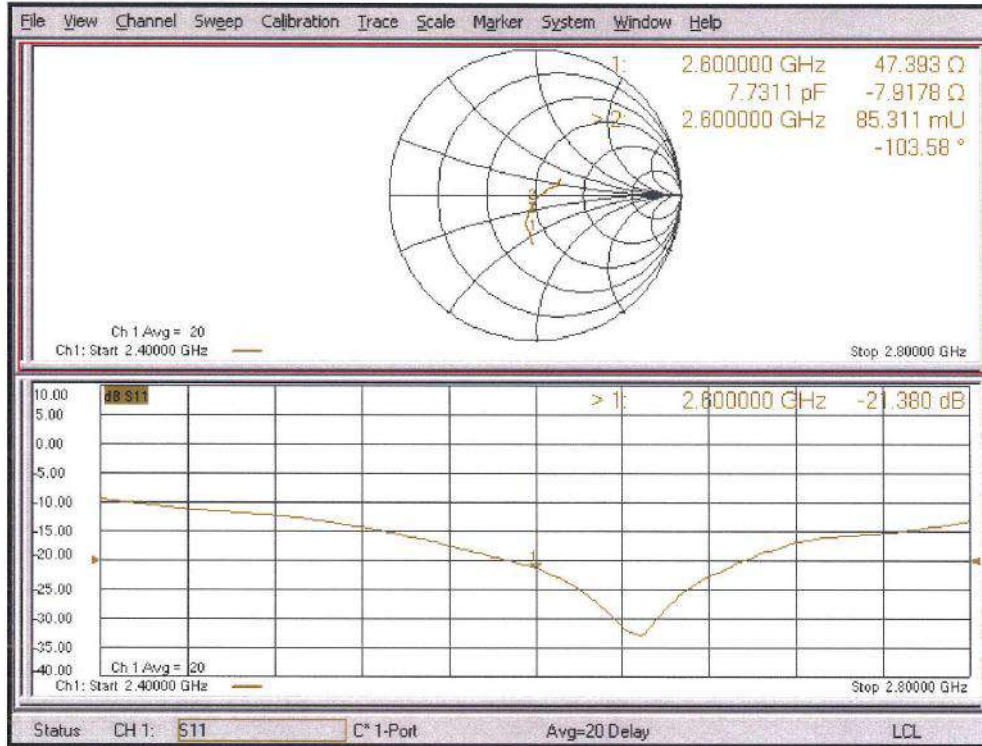 File View Channel Sweep Calibration Trace Scale Marker System Window Help
1: 2.600000 GHz 47.393 Ω
7.7311 pF -7.9178 Ω
> 2: 2.600000 GHz 85.311 mU
-103.58 °
1
Ch 1 Avg = 20
Ch1: Start 2.40000 GHz
Stop 2.80000 GHz
10.00
dB S11
> 1: 2.600000 GHz -21.380 dB
5.00
0.00
-5.00
-10.00
-15.00
-20.00
1
-25.00
-30.00
-35.00
-40.00
Ch 1 Avg = 20
Ch1: Start 2.40000 GHz
Stop 2.80000 GHz
Status CH 1: S11 C* 1-Port Avg=20 Delay LCL